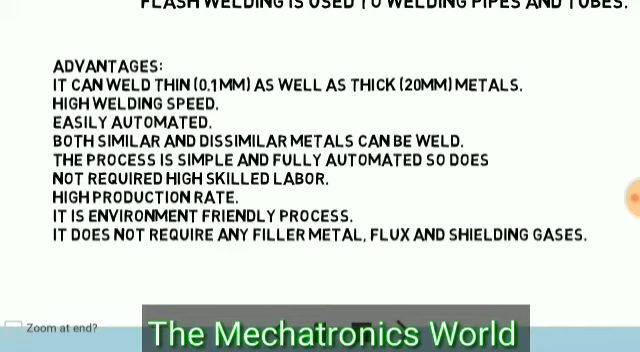 FLASH WELDING IS USED TO WELDING PIPES AND TUBES.
ADVANTAGES:
IT CAN WELD THIN (0.1MM) AS WELL AS THICK (20MM) METALS.
HIGH WELDING SPEED.
EASILY AUTOMATED.
BOTH SIMILAR AND DISSIMILAR METALS CAN BE WELD.
THE PROCESS IS SIMPLE AND FULLY AUTOMATED SO DOES
NOT REQUIRED HIGH SKILLED LABOR.
HIGH PRODUCTION RATE.
IT IS ENVIRONMENT FRIENDLY PROCESS.
IT DOES NOT REQUIRE ANY FILLER METAL, FLUX AND SHIELDING GASES.
Zoom at end?
The Mechatronics World